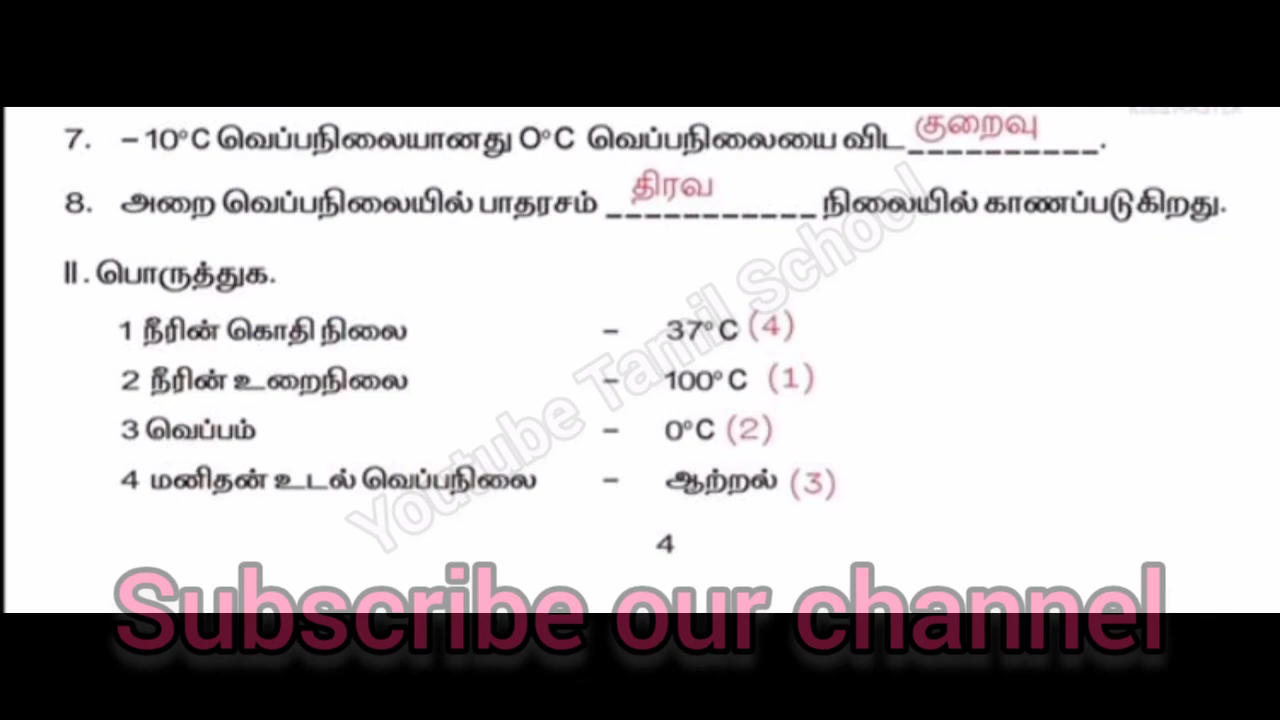 7. – 10°C வெப்பநிலையானது 0°C வெப்பநிலையை விட குறைவு__________.
8. அறை வெப்பநிலையில் பாதரசம் திரவ___________ நிலையில் காணப்படுகிறது.
II. பொருத்துக.
1 நீரின் கொதி நிலை – 37°C (4)
2 நீரின் உறைநிலை – 100°C (1)
3 வெப்பம் – 0°C (2)
4 மனிதன் உடல் வெப்பநிலை – ஆற்றல் (3)
Youtube Tamil School
4
Subscribe our channel